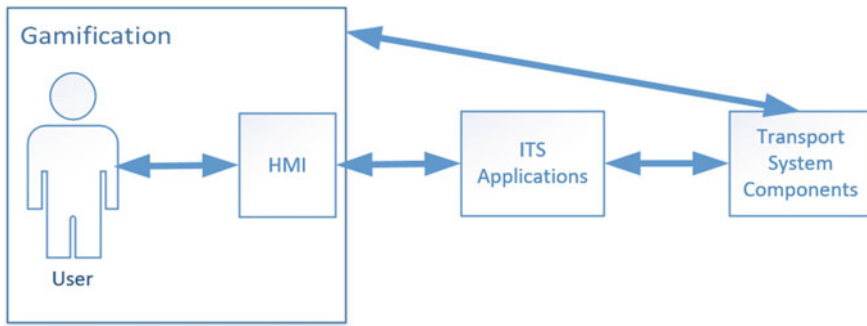 Gamification
User
HMI
ITS
Applications
Transport
System
Components